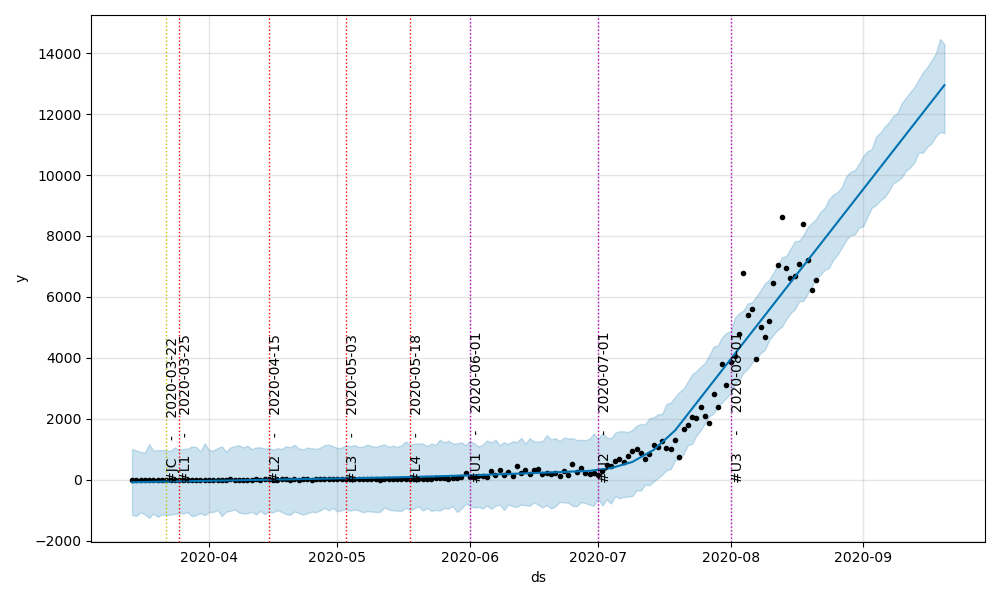 14000
12000
10000
8000
6000
4000
2000
0
−2000
y
#JC - 2020-03-22
#L1 - 2020-03-25
#L2 - 2020-04-15
#L3 - 2020-05-03
#L4 - 2020-05-18
#U1 - 2020-06-01
#U2 - 2020-07-01
#U3 - 2020-08-01
2020-04 2020-05 2020-06 2020-07 2020-08 2020-09
ds